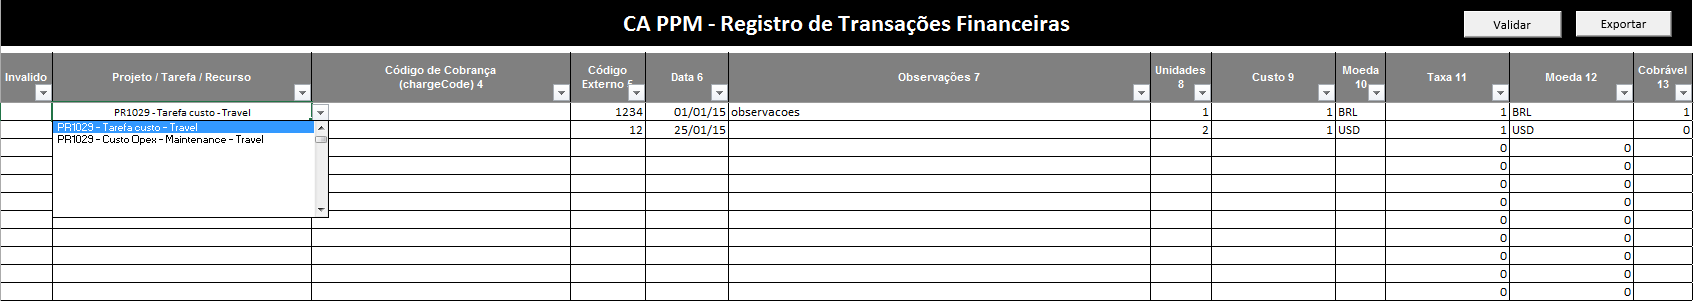 CA PPM - Registro de Transações Financeiras
Validar
Exportar
Invalido
Projeto / Tarefa / Recurso
Código de Cobrança
(chargeCode) 4
Código
Externo 5
Data 6
Observações 7
Unidades
8
Custo 9
Moeda
10
Taxa 11
Moeda 12
Cobrável
13
PR1029 - Tarefa custo - Travel 1234 01/01/15 observacoes 1 1 BRL 1 BRL 1
PR1029 - Tarefa custo - Travel
12 25/01/15 2 1 USD 1 USD 0
PR1029 - Custo Opex - Maintenance - Travel
0 0
0 0
0 0
0 0
0 0
0 0
0 0
0 0
0 0